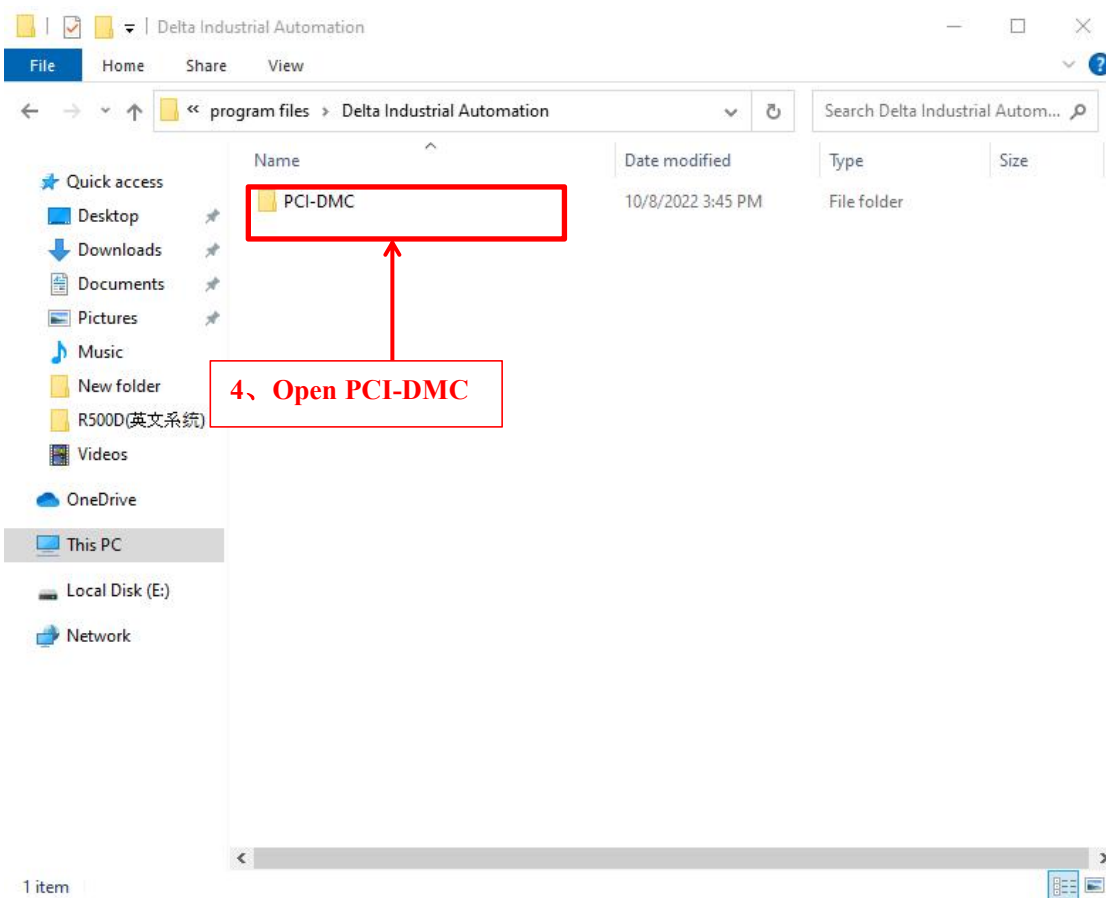 Delta Industrial Automation
File Home Share View
« program files > Delta Industrial Automation
Search Delta Industrial Autom...
Name Date modified Type Size
Quick access
Desktop
Downloads
Documents
Pictures
Music
New folder
R500D(英文系统)
Videos
OneDrive
This PC
Local Disk (E:)
Network
PCI-DMC 10/8/2022 3:45 PM File folder
4、Open PCI-DMC
1 item